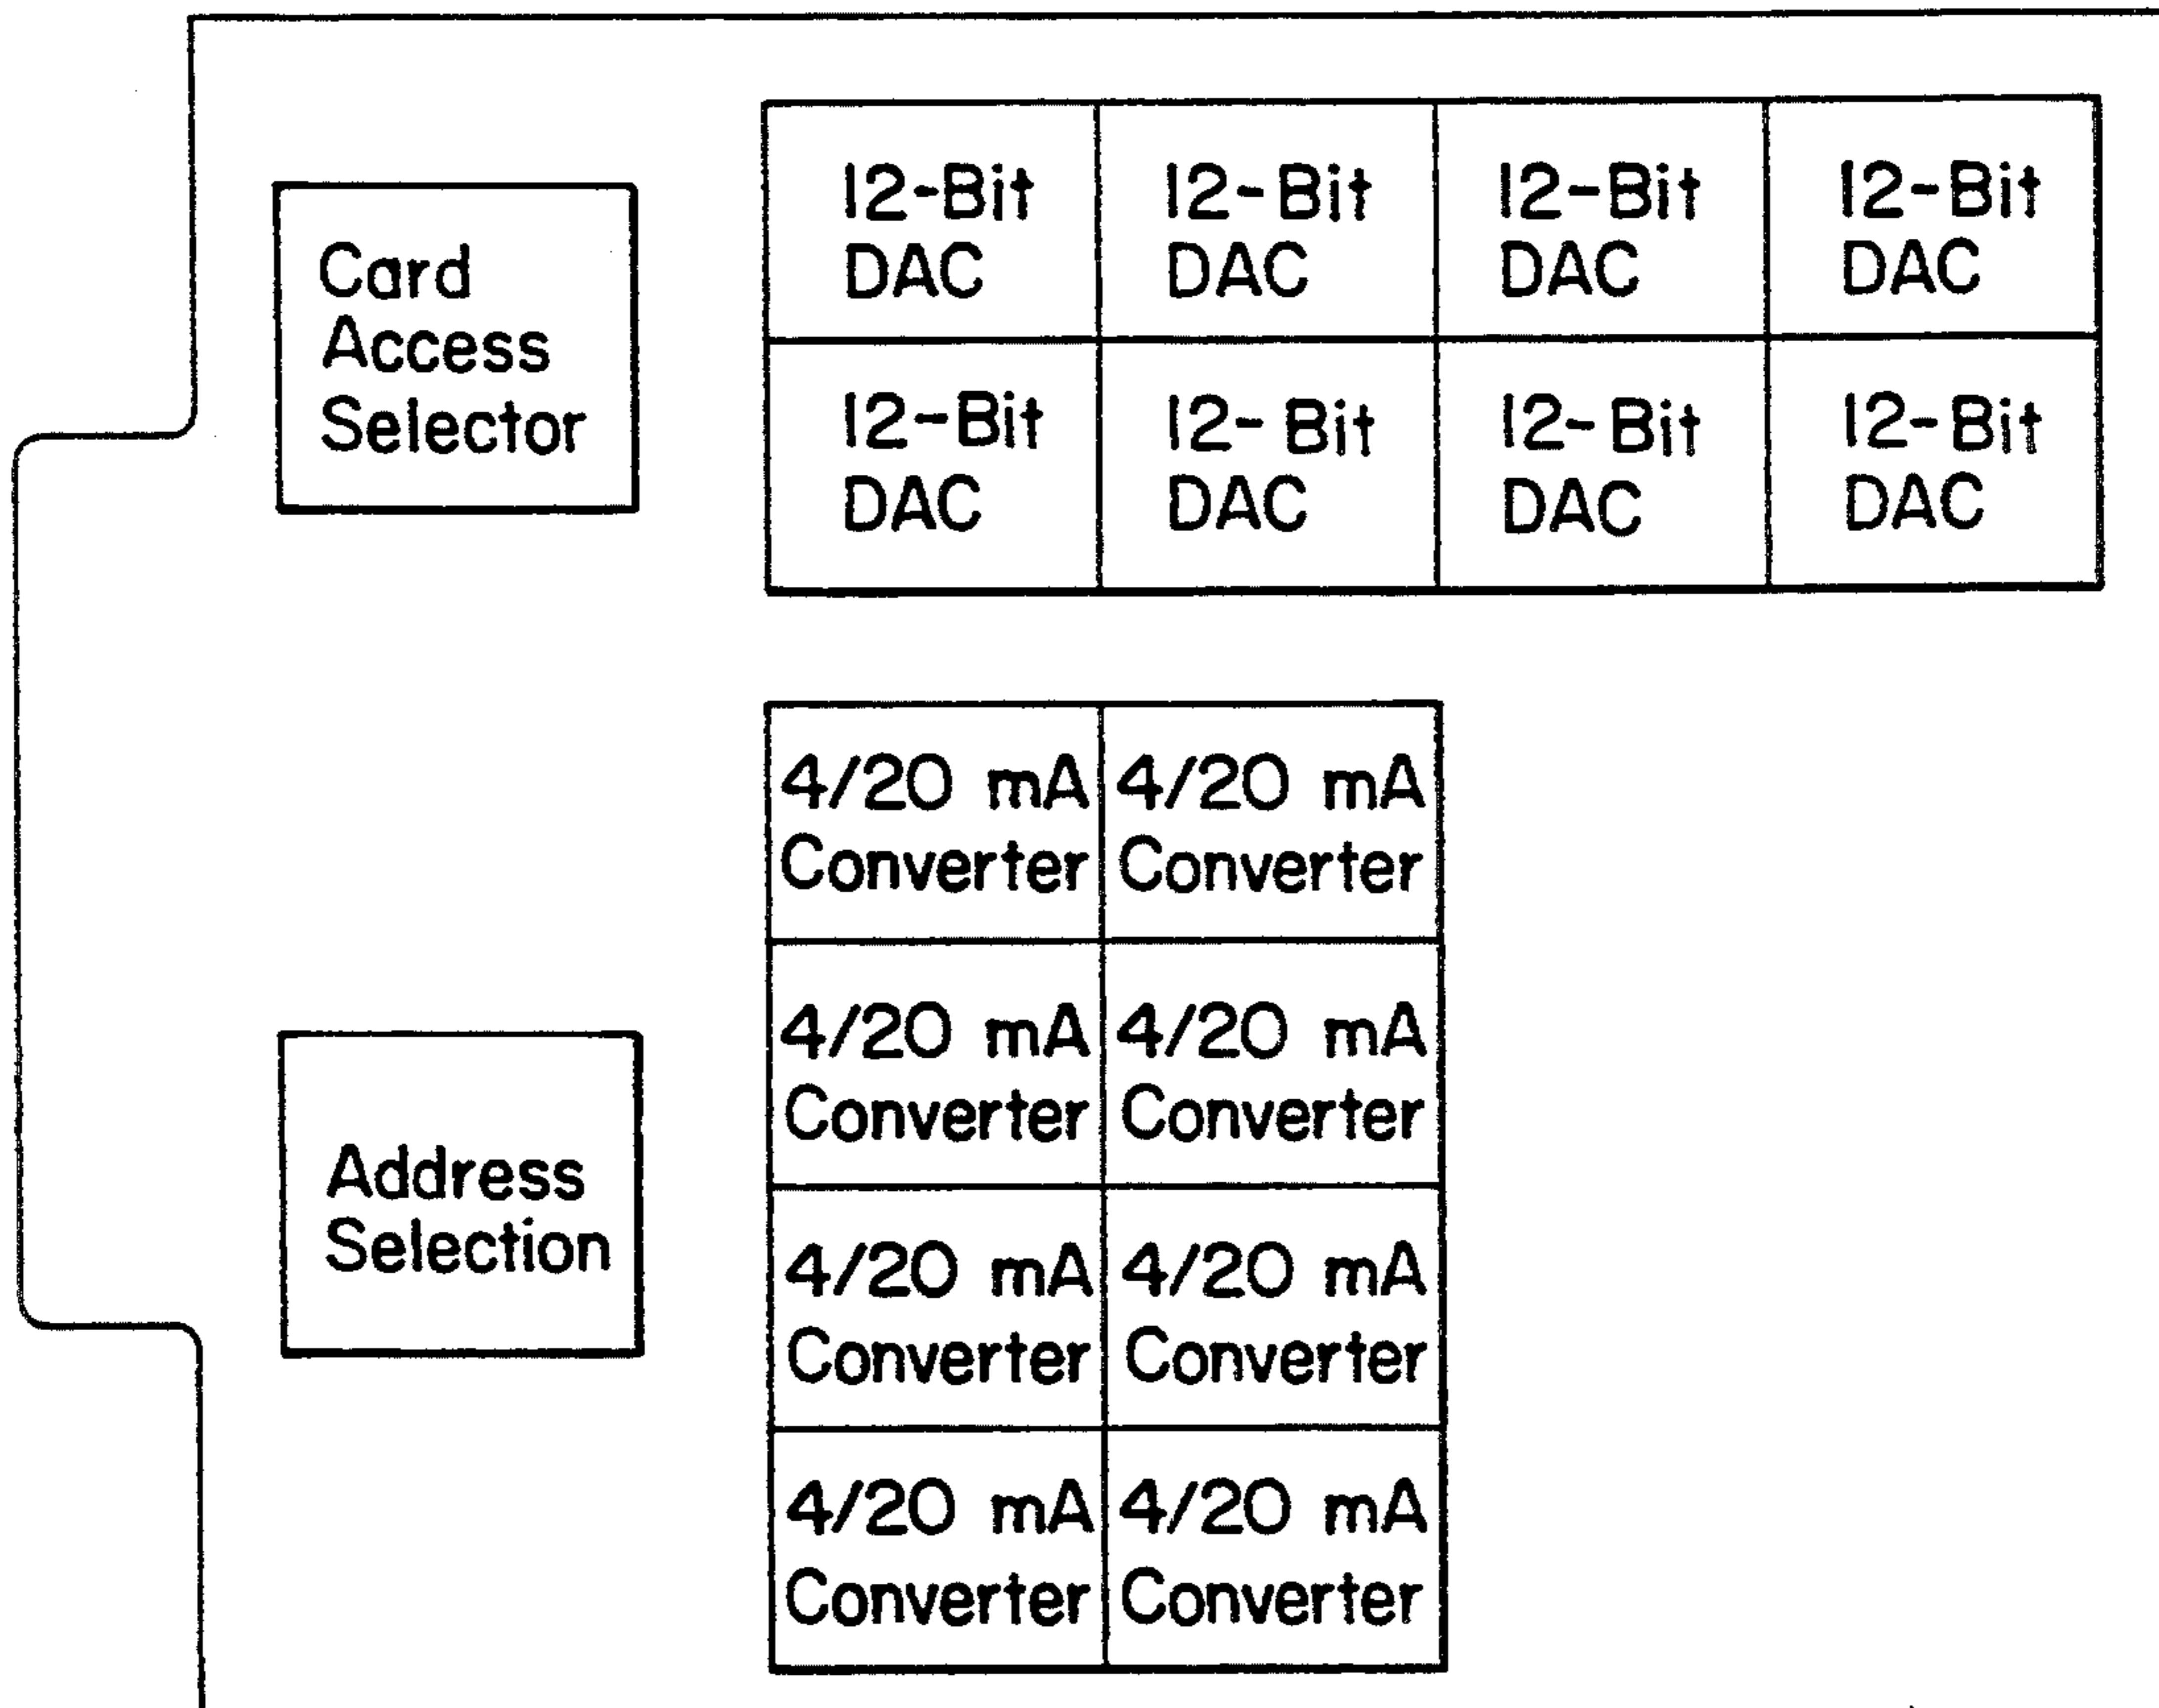 Card
Access
Selector
12-Bit 12-Bit 12-Bit 12-Bit
DAC DAC DAC DAC
12-Bit 12-Bit 12-Bit 12-Bit
DAC DAC DAC DAC
4/20 mA 4/20 mA
Converter Converter
4/20 mA 4/20 mA
Converter Converter
Address
Selection
4/20 mA 4/20 mA
Converter Converter
4/20 mA 4/20 mA
Converter Converter